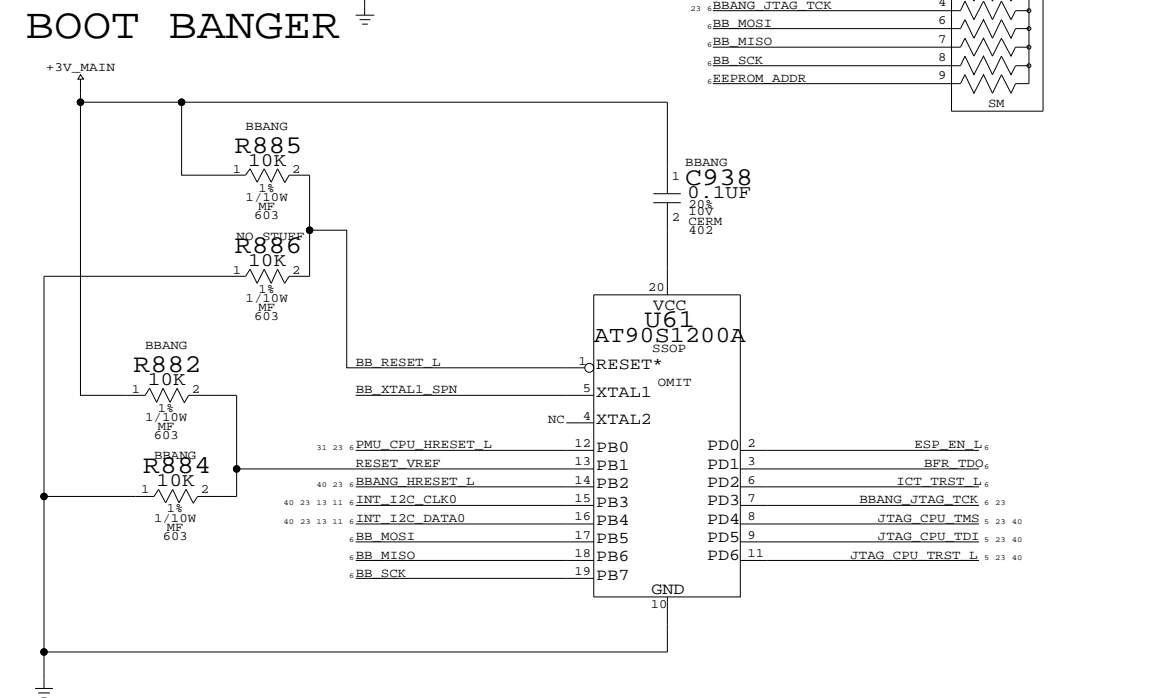 BOOT BANGER
23 6 BBANG_JTAG_TCK 4
6 BB_MOSI 6
6 BB_MISO 7
6 BB_SCK 8
6 EEPROM_ADDR 9
SM
+3V_MAIN
BBANG
R885
10K
1 2
1%
1/10W
MF
603
NO STUFF
R886
10K
1 2
1%
1/10W
MF
603
BBANG
C938
1
0.1UF
20%
10V
2
CERM
402
BBANG
R882
10K
1 2
1%
1/10W
MF
603
BBANG
R884
10K
1 2
1%
1/10W
MF
603
20
VCC
U61
AT90S1200A
SSOP
OMIT
BB_RESET_L 1 RESET*
BB_XTAL1_SPN 5 XTAL1
NC 4 XTAL2
31 23 6 PMU_CPU_HRESET_L 12 PB0
RESET_VREF 13 PB1
40 23 6 BBANG_HRESET_L 14 PB2
40 23 13 11 6 INT_I2C_CLK0 15 PB3
40 23 13 11 6 INT_I2C_DATA0 16 PB4
6 BB_MOSI 17 PB5
6 BB_MISO 18 PB6
6 BB_SCK 19 PB7
PD0 2 ESP_EN_L 6
PD1 3 BFR_TDO 6
PD2 6 ICT_TRST_L 6
PD3 7 BBANG_JTAG_TCK 6 23
PD4 8 JTAG_CPU_TMS 5 23 40
PD5 9 JTAG_CPU_TDI 5 23 40
PD6 11 JTAG_CPU_TRST_L 5 23 40
GND
10